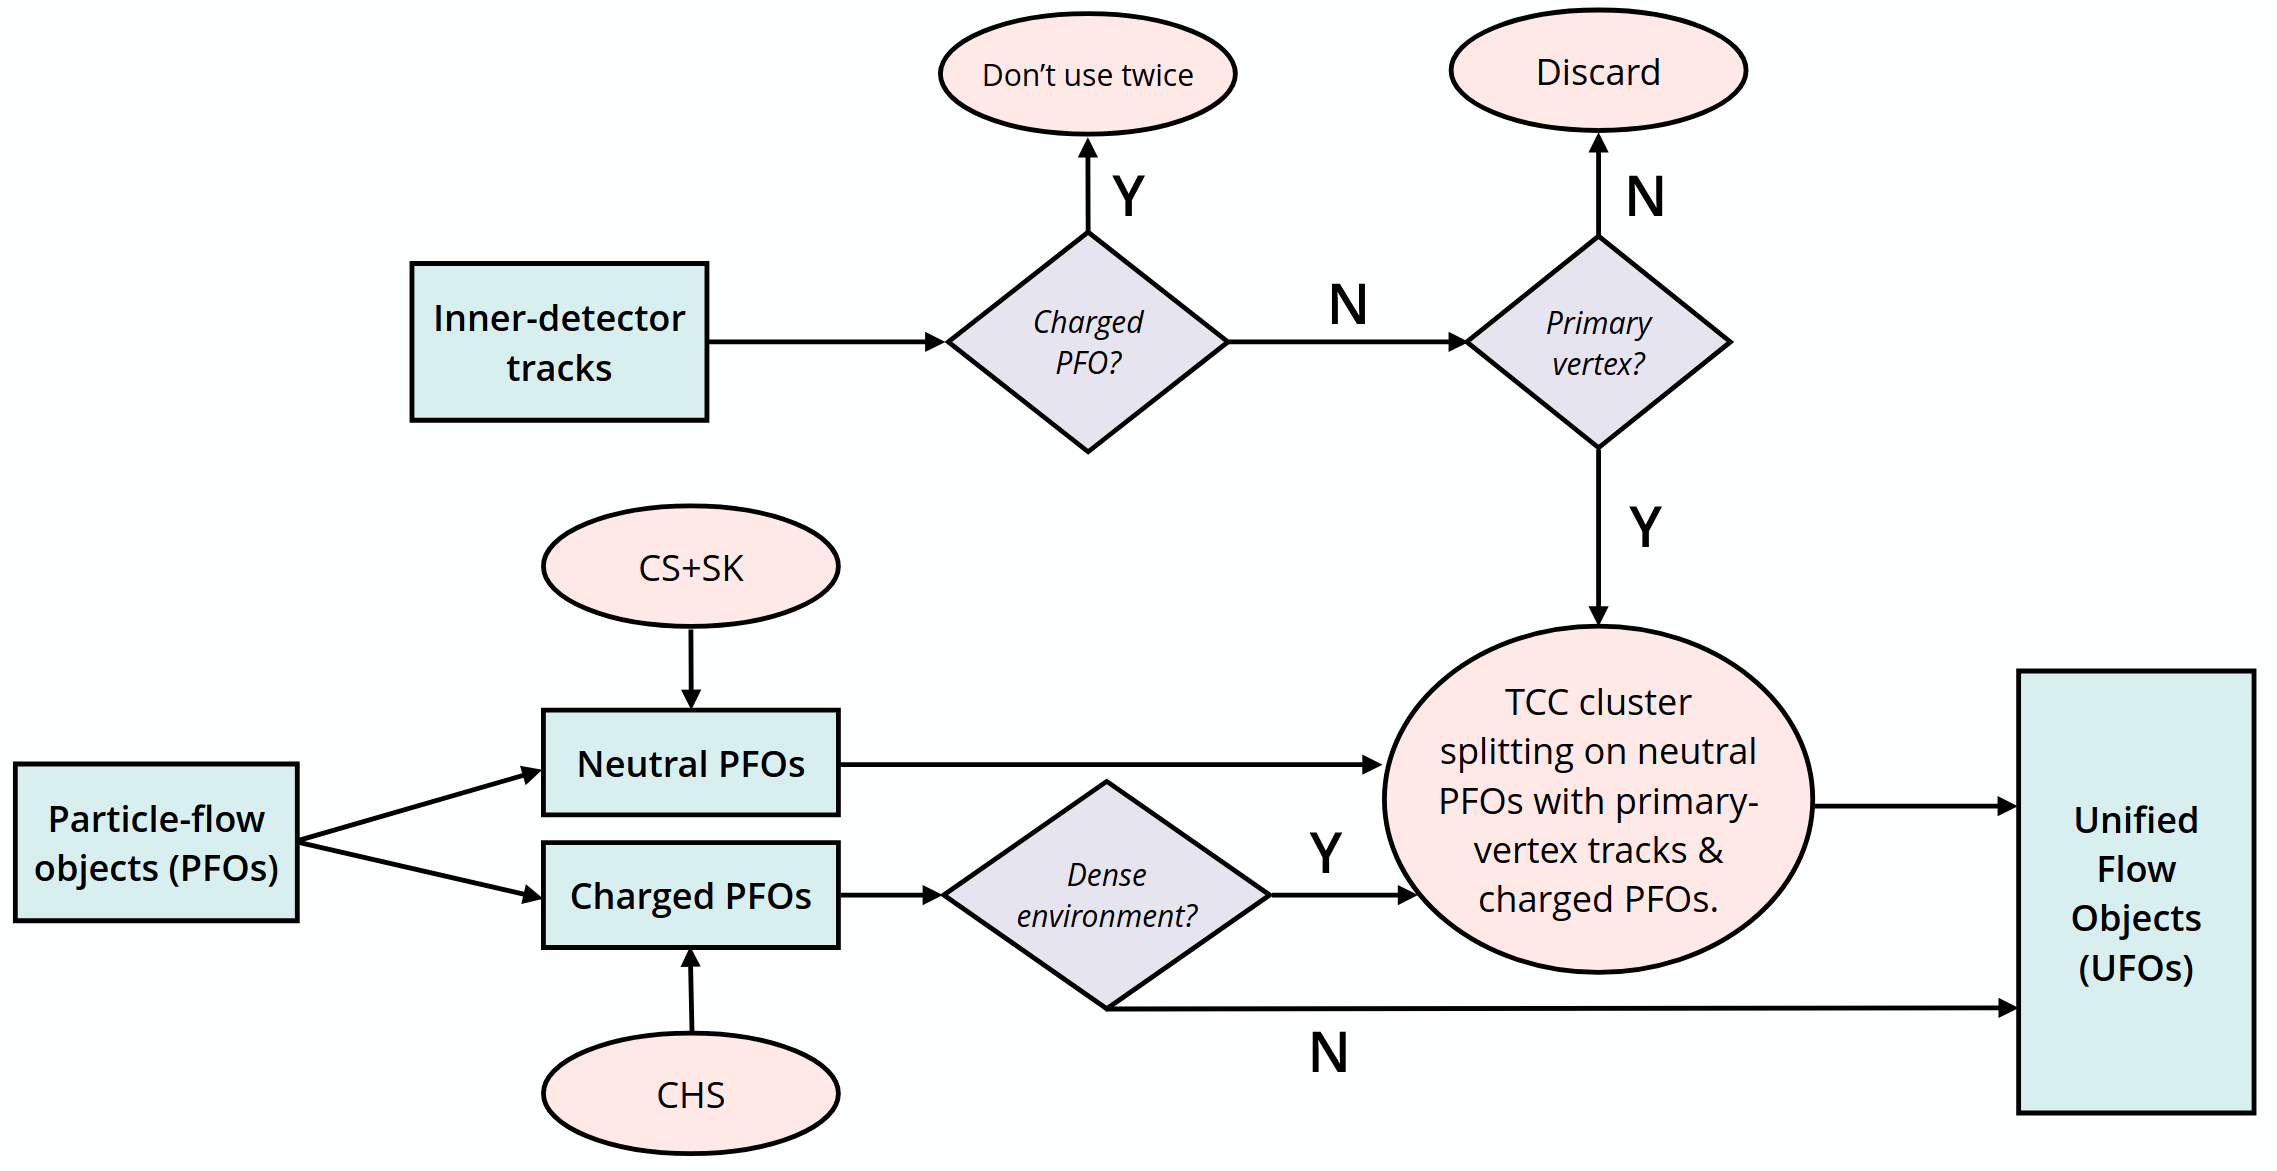 Don’t use twice
Discard
Y
N
Inner-detector
tracks
Charged
PFO?
N
Primary
vertex?
Y
CS+SK
Neutral PFOs
Particle-flow
objects (PFOs)
Charged PFOs
CHS
Dense
environment?
Y
N
TCC cluster
splitting on neutral
PFOs with primary-
vertex tracks &
charged PFOs.
Unified
Flow
Objects
(UFOs)